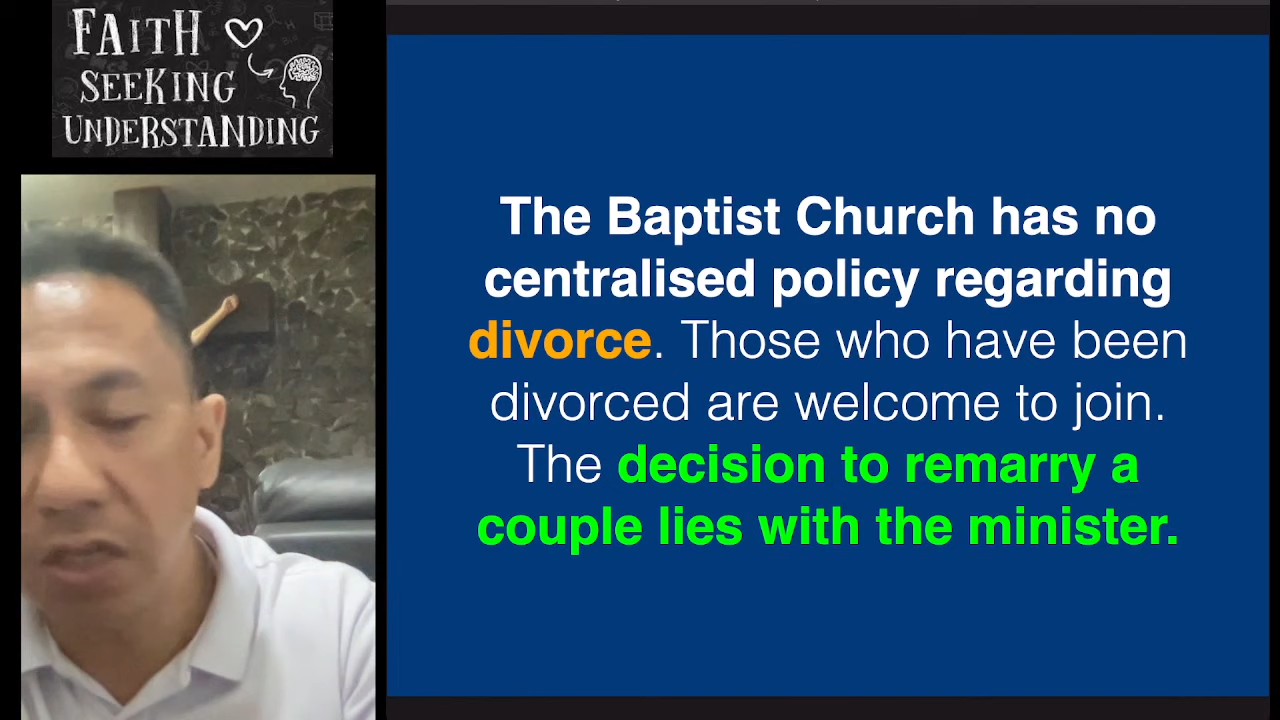 FAITH
SEEKING
UNDERSTANDING
The Baptist Church has no
centralised policy regarding
divorce. Those who have been
divorced are welcome to join.
The decision to remarry a
couple lies with the minister.